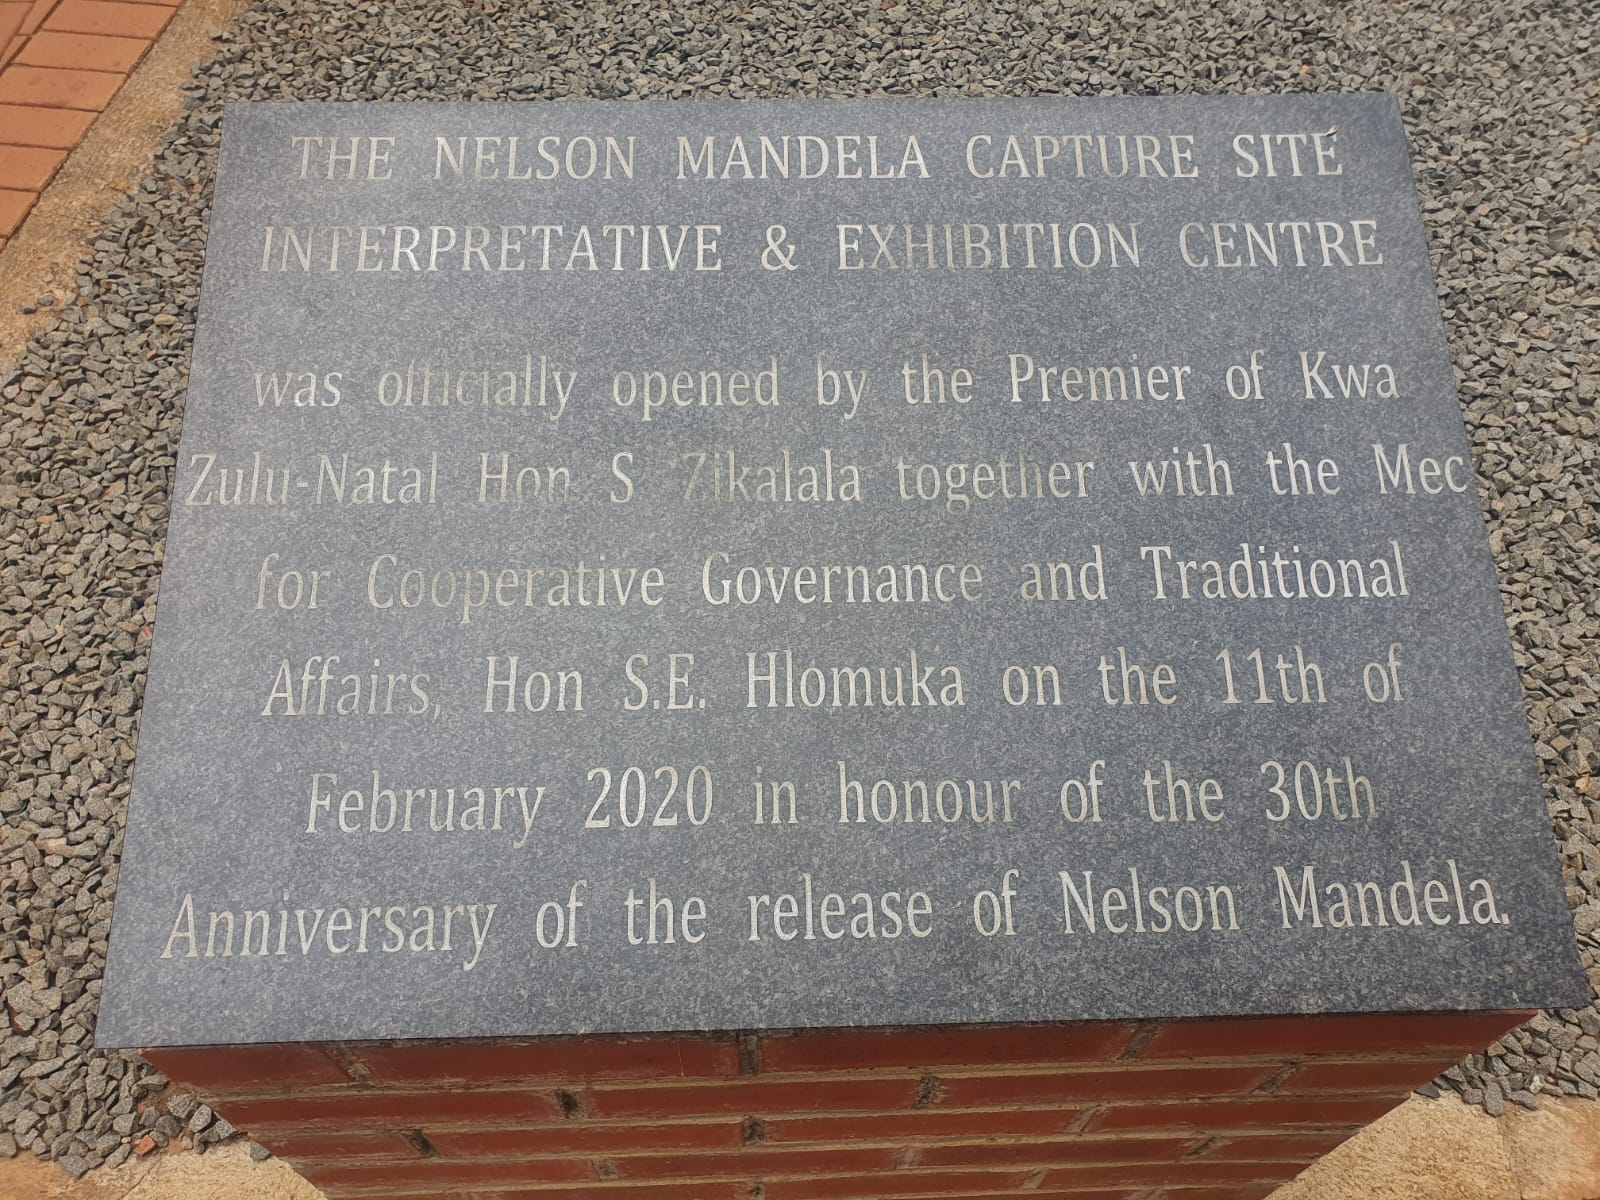 THE NELSON MANDELA CAPTURE SITE
INTERPRETATIVE & EXHIBITION CENTRE
was officially opened by the Premier of Kwa
Zulu-Natal Hon. S Zikalala together with the Mec
for Cooperative Governance and Traditional
Affairs, Hon S.E. Hlomuka on the 11th of
February 2020 in honour of the 30th
Anniversary of the release of Nelson Mandela.